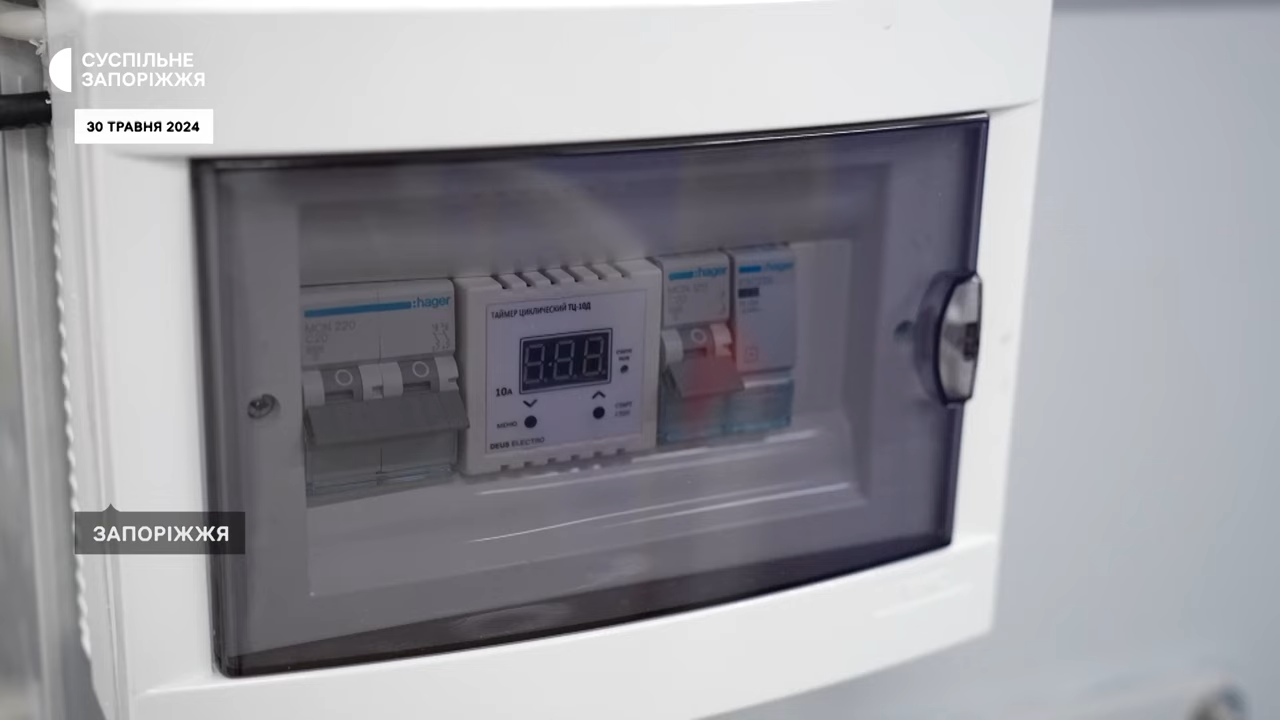 СУСПІЛЬНЕ
ЗАПОРІЖЖЯ
30 ТРАВНЯ 2024
:hager
MCN 220
C20
ТАЙМЕР ЦИКЛИЧЕСКИЙ ТЦ-10Д
10А
МЕНЮ
DEUS ELECTRO
:hager
:hager
ЗАПОРІЖЖЯ